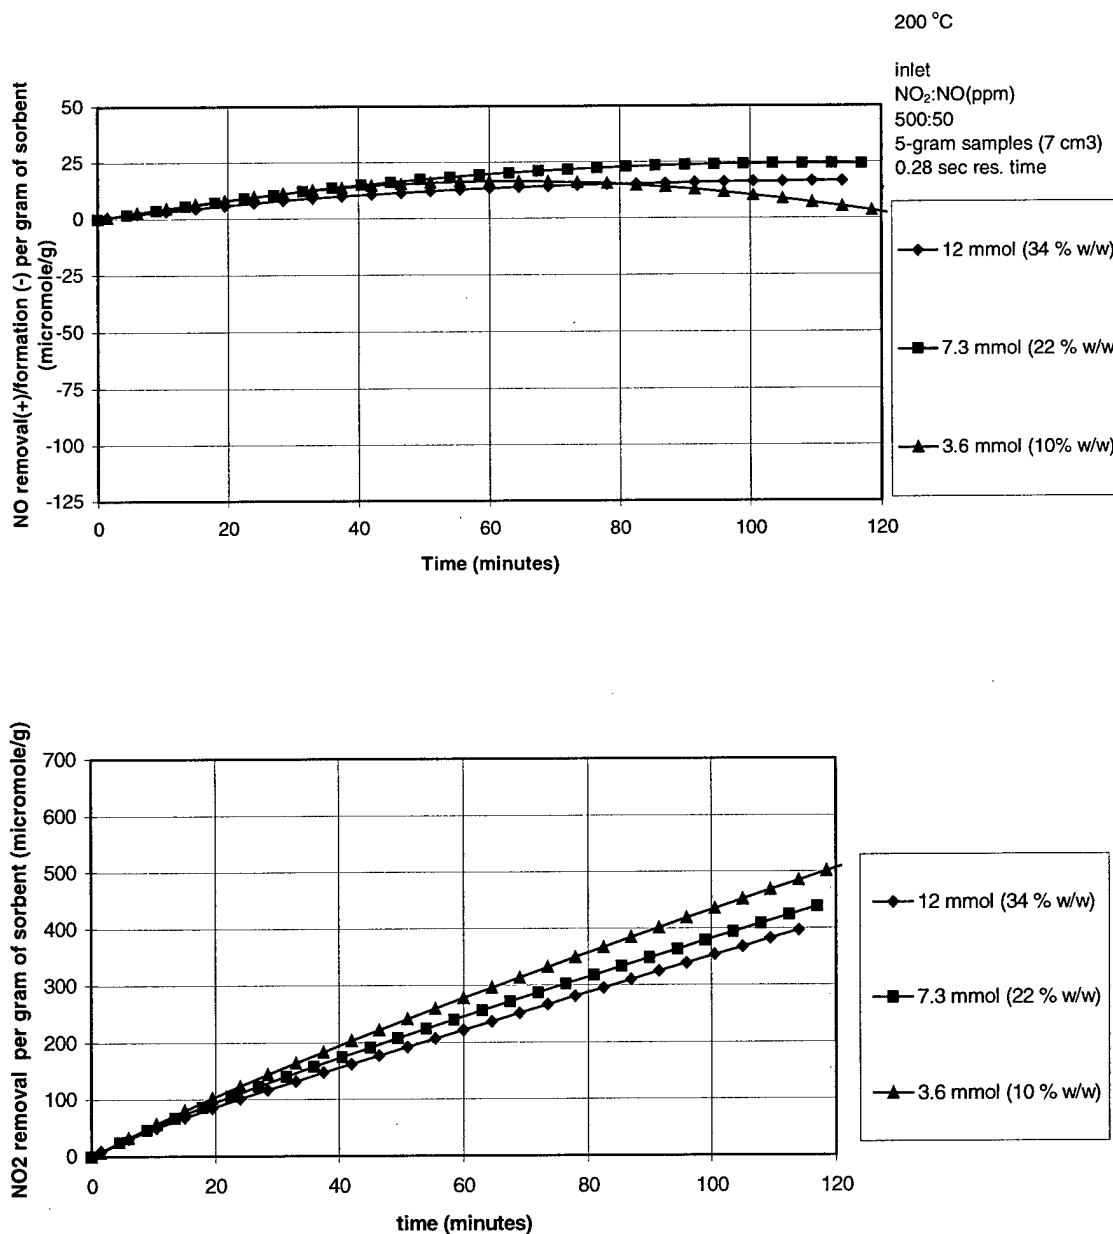 200 °C
inlet
NO₂:NO(ppm)
500:50
5-gram samples (7 cm3)
0.28 sec res. time
NO removal(+)/formation (-) per gram of sorbent
(micromole/g)
50
25
0
-25
-50
-75
-100
-125
0 20 40 60 80 100 120
Time (minutes)
12 mmol (34 % w/w)
7.3 mmol (22 % w/w
3.6 mmol (10% w/w)
NO2 removal per gram of sorbent (micromole/g)
700
600
500
400
300
200
100
0
0 20 40 60 80 100 120
time (minutes)
12 mmol (34 % w/w)
7.3 mmol (22 % w/w)
3.6 mmol (10 % w/w)